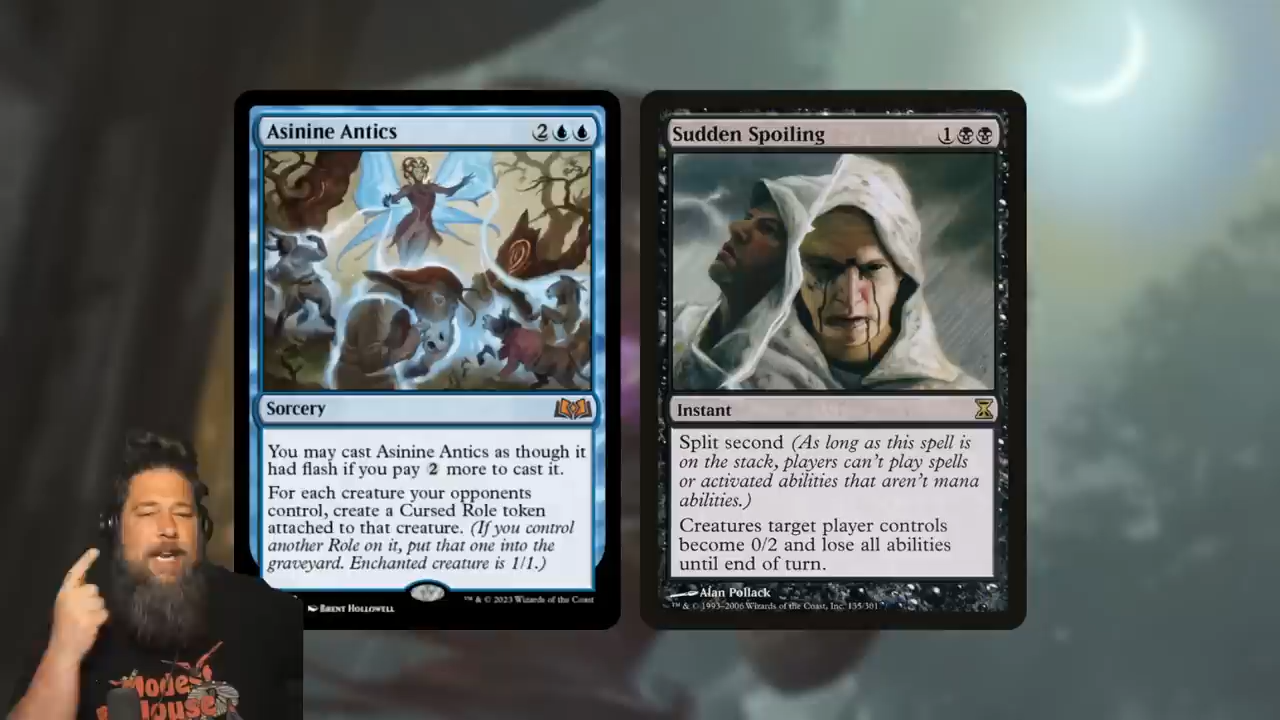 Asinine Antics 2
Sorcery
You may cast Asinine Antics as though it
had flash if you pay 2 more to cast it.
For each creature your opponents
control, create a Cursed Role token
attached to that creature. (If you control
another Role on it, put that one into the
graveyard. Enchanted creature is 1/1.)
BRENT HOLLOWELL
™ & © 2023 Wizards of the Coast
Sudden Spoiling 1
Instant
Split second (As long as this spell is
on the stack, players can't play spells
or activated abilities that aren't mana
abilities.)
Creatures target player controls
become 0/2 and lose all abilities
until end of turn.
Alan Pollack
™ & © 1993–2006 Wizards of the Coast, Inc. 135/301
Modest
Mouse